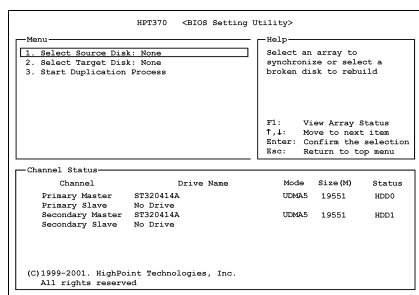 HPT370 <BIOS Setting Utility>
Menu
1. Select Source Disk: None
2. Select Target Disk: None
3. Start Duplication Process
Help
Select an array to
synchronize or select a
broken disk to rebuild
F1: View Array Status
↑,↓: Move to next item
Enter: Confirm the selection
Esc: Return to top menu
Channel Status
Channel Drive Name Mode Size(M) Status
Primary Master ST320414A UDMA5 19551 HDD0
Primary Slave No Drive
Secondary Master ST320414A UDMA5 19551 HDD1
Secondary Slave No Drive
(C)1999-2001. HighPoint Technologies, Inc.
All rights reserved